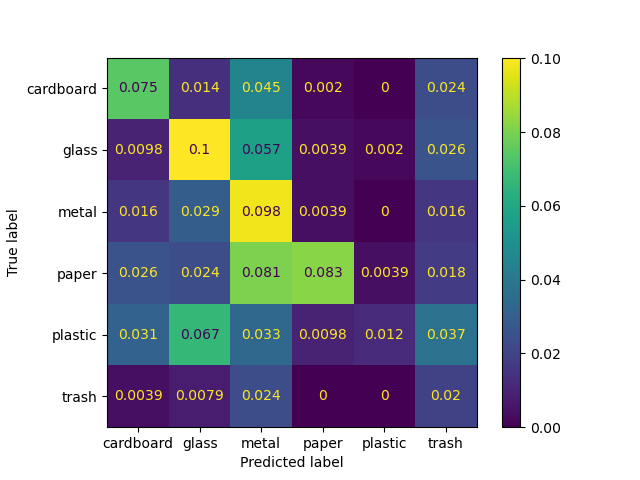 cardboard 0.075 0.014 0.045 0.002 0 0.024
glass 0.0098 0.1 0.057 0.0039 0.002 0.026
metal 0.016 0.029 0.098 0.0039 0 0.016
paper 0.026 0.024 0.081 0.083 0.0039 0.018
plastic 0.031 0.067 0.033 0.0098 0.012 0.037
trash 0.0039 0.0079 0.024 0 0 0.02
cardboard glass metal paper plastic trash
Predicted label
True label
0.10
0.08
0.06
0.04
0.02
0.00